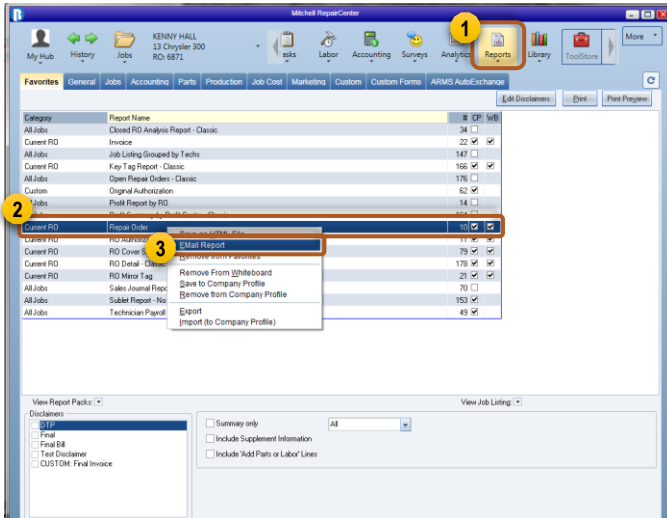 Mitchell RepairCenter
1
KENNY HALL
13 Chrysler 300
RO: 6871
More
My Hub
History
Jobs
asks
Labor
Accounting
Surveys
Analytics
Reports
Library
ToolStore
Favorites General Jobs Accounting Parts Production Job Cost Marketing Custom Custom Forms ARMS AutoExchange
Edit Disclaimers Print Print Preview
Category Report Name # CP WB
All Jobs Closed RO Analysis Report - Classic 34
Current RO Invoice 22
All Jobs Job Listing Grouped by Techs 147
Current RO Key Tag Report - Classic 166
All Jobs Open Repair Orders - Classic 176
Custom Original Authorization 62
All Jobs Profit Report by RO 14
2
Current RO Repair Order 10
3
EMail Report
Current RO
Remove from Favorites
Current RO RO Cover S 79
Current RO RO Detail - Classic 178
Current RO RO Mirror Tag 21
All Jobs Sales Journal Repo 70
All Jobs Sublet Report - No 153
All Jobs Technician Payroll 49
Remove From Whiteboard
Save to Company Profile
Remove from Company Profile
Export
Import (to Company Profile)
View Report Packs:
View Job Listing:
Disclaimers
DTP
Final
Final Bill
Test Disclaimer
CUSTOM: Final Invoice
Summary only All
Include Supplement Information
Include 'Add Parts or Labor' Lines